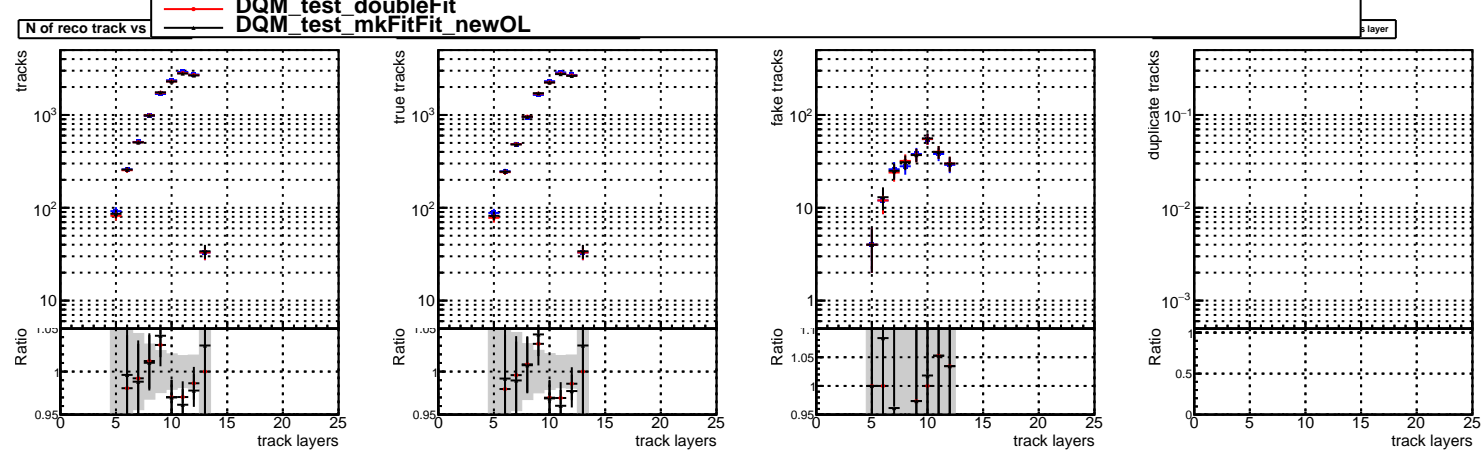 DQM_test_doubleFit
DQM_test_mkFitFit_newOL
N of reco track vs
layer
tracks
10³
10²
10
true tracks
10³
10²
10
fake tracks
10²
10
1
duplicate tracks
10⁻¹
10⁻²
10⁻³
Ratio
1.05
1
0.95
0 5 10 15 20 25
track layers
Ratio
1.05
1
0.95
0 5 10 15 20 25
track layers
Ratio
1.1
1.05
1
0.95
0 5 10 15 20 25
track layers
Ratio
1
0.5
0
0 5 10 15 20 25
track layers